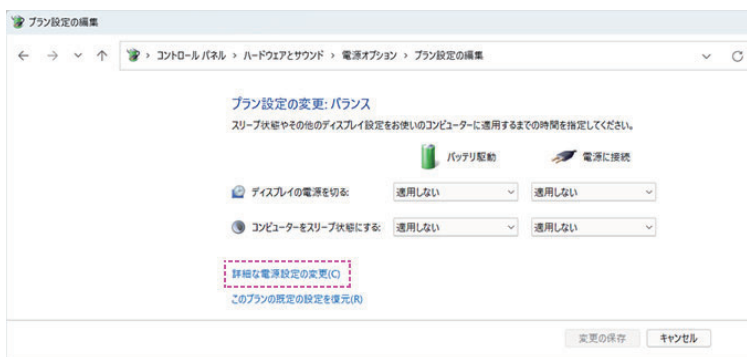 プラン設定の編集
コントロール パネル > ハードウェアとサウンド > 電源オプション > プラン設定の編集
プラン設定の変更: バランス
スリープ状態やその他のディスプレイ設定をお使いのコンピューターに適用するまでの時間を指定してください。
バッテリ駆動 電源に接続
ディスプレイの電源を切る: 適用しない 適用しない
コンピューターをスリープ状態にする: 適用しない 適用しない
詳細な電源設定の変更(C)
このプランの既定の設定を復元(R)
変更の保存 キャンセル